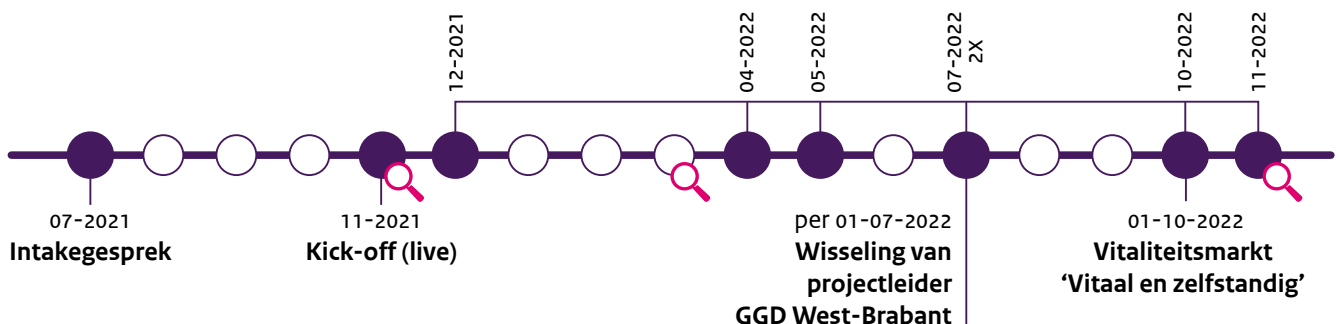 12-2021
04-2022
05-2022
07-2022
2X
10-2022
11-2022
07-2021
Intakegesprek
11-2021
Kick-off (live)
per 01-07-2022
Wisseling van
projectleider
GGD West-Brabant
01-10-2022
Vitaliteitsmarkt
‘Vitaal en zelfstandig’